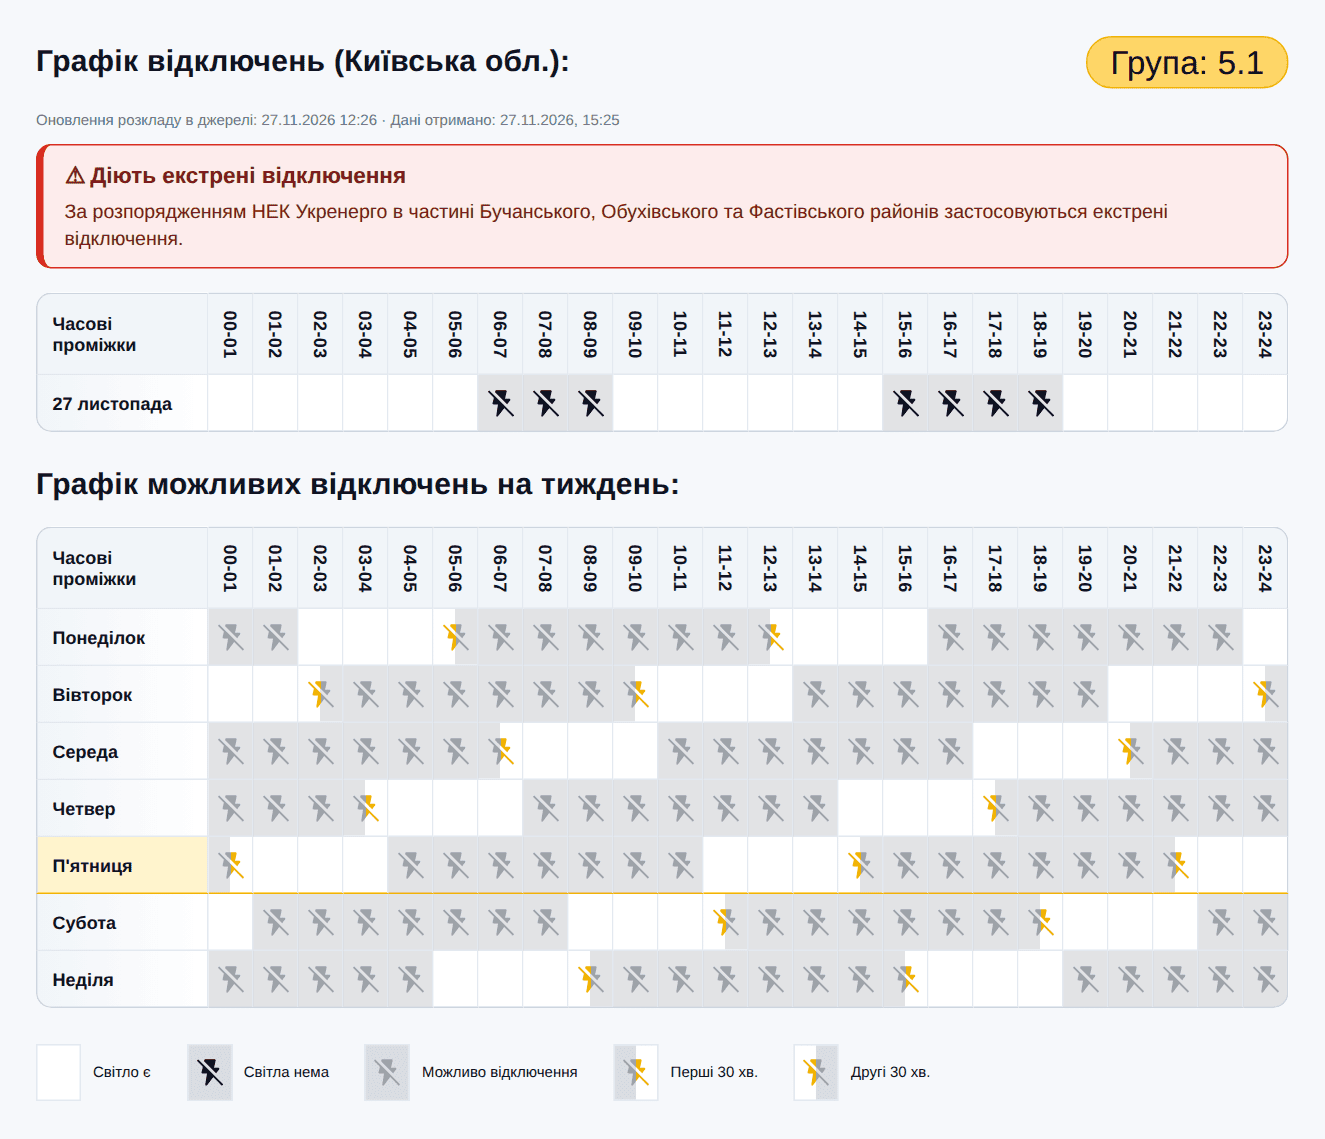 Графік відключень (Київська обл.):
Група: 5.1
Оновлення розкладу в джерелі: 27.11.2026 12:26 · Дані отримано: 27.11.2026, 15:25
⚠ Діють екстрені відключення
За розпорядженням НЕК Укренерго в частині Бучанського, Обухівського та Фастівського районів застосовуються екстрені
відключення.
Часові
проміжки
00-01 01-02 02-03 03-04 04-05 05-06 06-07 07-08 08-09 09-10 10-11 11-12 12-13 13-14 14-15 15-16 16-17 17-18 18-19 19-20 20-21 21-22 22-23 23-24
27 листопада
Графік можливих відключень на тиждень:
Часові
проміжки
00-01 01-02 02-03 03-04 04-05 05-06 06-07 07-08 08-09 09-10 10-11 11-12 12-13 13-14 14-15 15-16 16-17 17-18 18-19 19-20 20-21 21-22 22-23 23-24
Понеділок
Вівторок
Середа
Четвер
П'ятниця
Субота
Неділя
Світло є
Світла нема
Можливо відключення
Перші 30 хв.
Другі 30 хв.